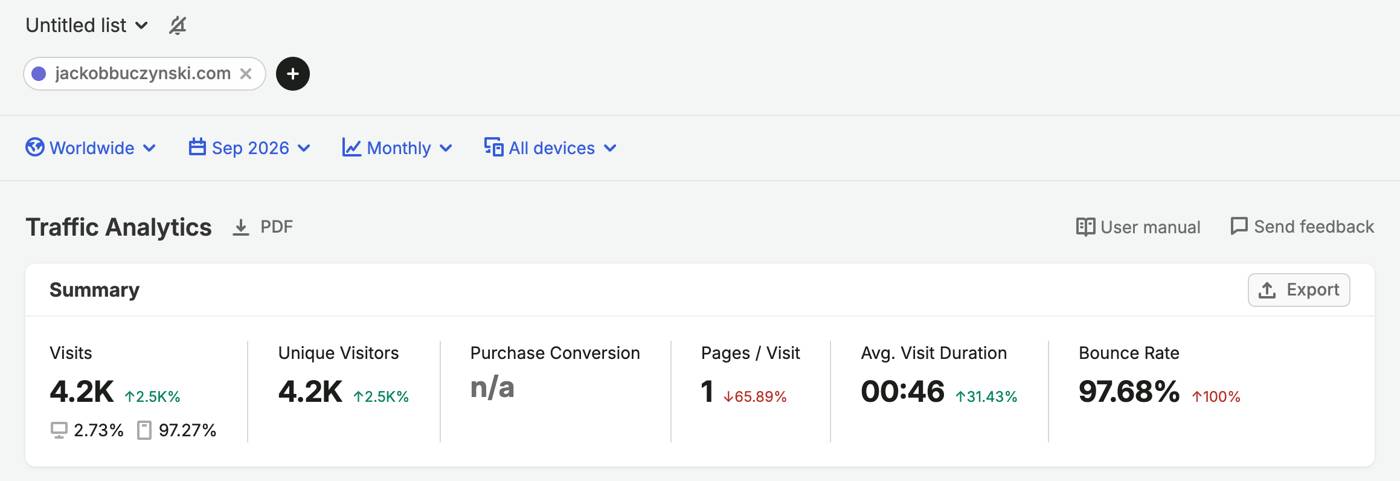 Untitled list
jackobbuczynski.com
Worldwide Sep 2026 Monthly All devices
Traffic Analytics PDF User manual Send feedback
Summary Export
Visits Unique Visitors Purchase Conversion Pages / Visit Avg. Visit Duration Bounce Rate
4.2K ↑2.5K% 4.2K ↑2.5K% n/a 1 ↓65.89% 00:46 ↑31.43% 97.68% ↑100%
2.73% 97.27%